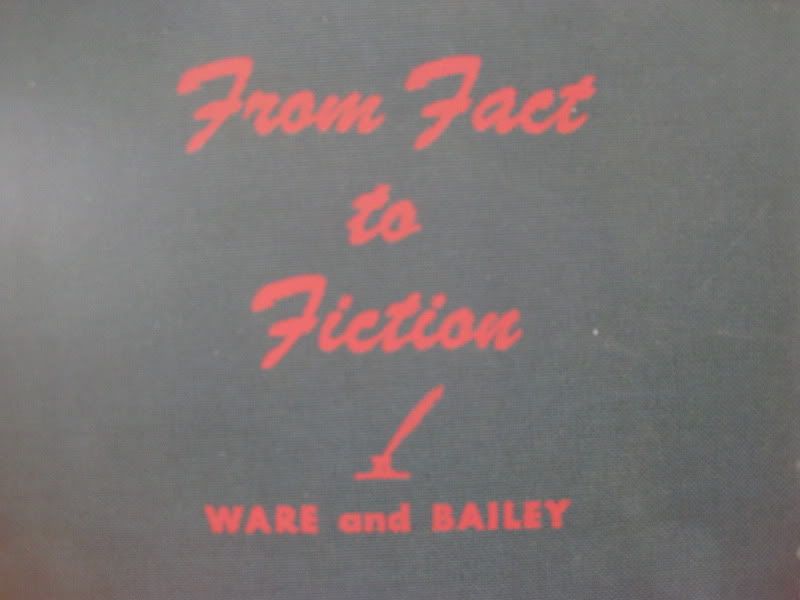 From Fact
to
Fiction
WARE and BAILEY